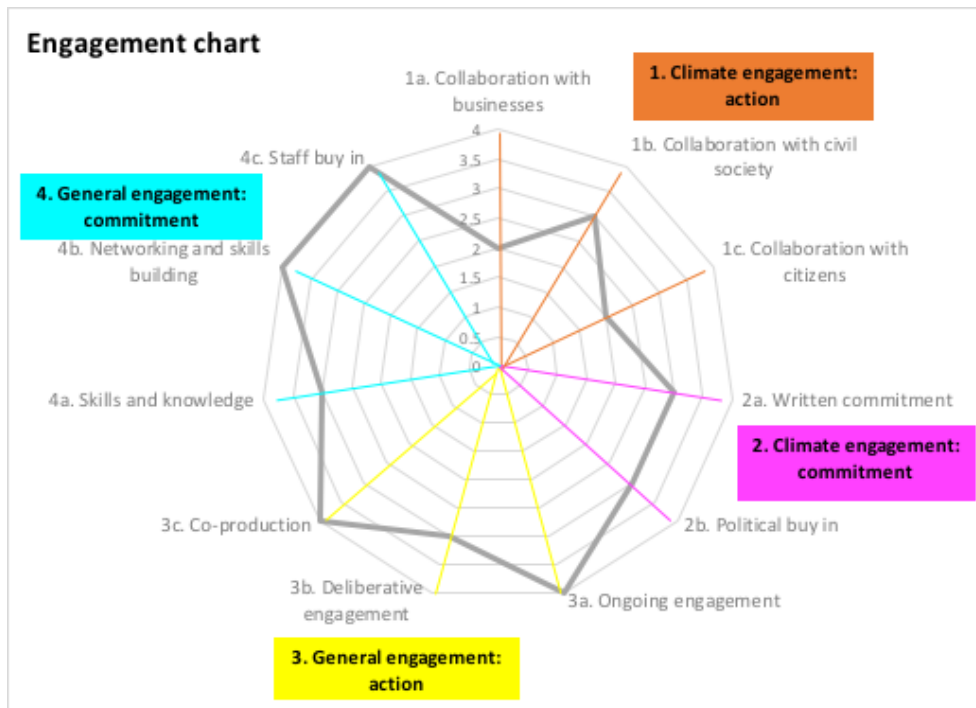 Engagement chart
1a. Collaboration with
businesses
1. Climate engagement:
action
1b. Collaboration with civil
society
1c. Collaboration with
citizens
2a. Written commitment
2. Climate engagement:
commitment
2b. Political buy in
3a. Ongoing engagement
3b. Deliberative
engagement
3. General engagement:
action
3c. Co-production
4a. Skills and knowledge
4b. Networking and skills
building
4. General engagement:
commitment
4c. Staff buy in
4
3.5
3
2.5
2
1.5
1
0.5
0